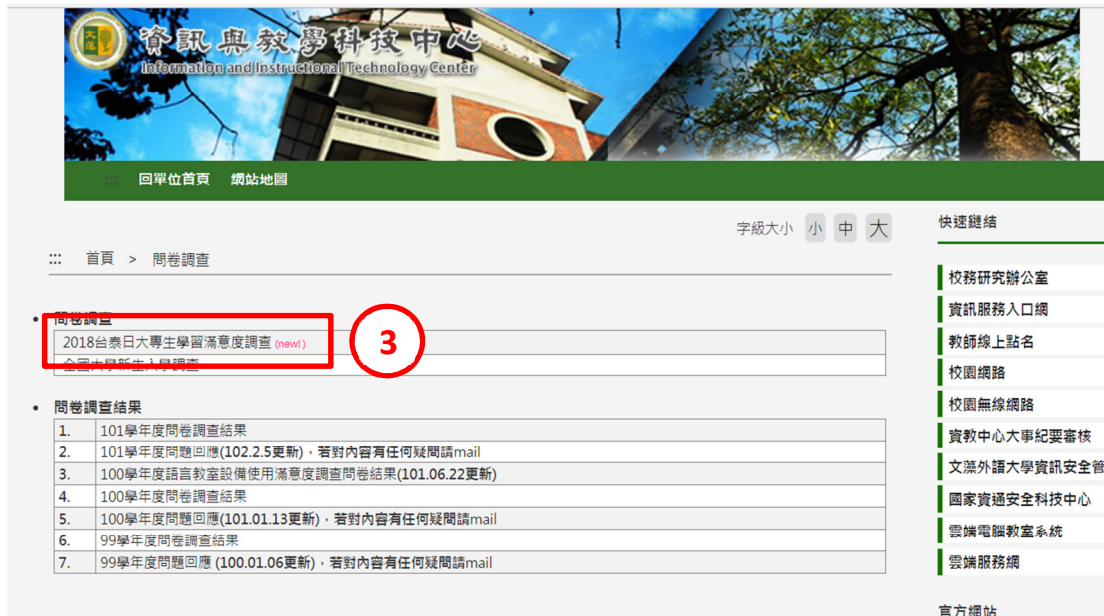 資訊與教學科技中心
Information and Instructional Technology Center
::: 回單位首頁 網站地圖
字級大小 小 中 大
::: 首頁 > 問卷調查
• 問卷調查
2018台泰日大專生學習滿意度調查 (new!)
3
全國大學新生入學調查
• 問卷調查結果
1. 101學年度問卷調查結果
2. 101學年度問題回應(102.2.5更新)，若對內容有任何疑問請mail
3. 100學年度語言教室設備使用滿意度調查問卷結果(101.06.22更新)
4. 100學年度問卷調查結果
5. 100學年度問題回應(101.01.13更新)，若對內容有任何疑問請mail
6. 99學年度問卷調查結果
7. 99學年度問題回應 (100.01.06更新)，若對內容有任何疑問請mail
快速鏈結
校務研究辦公室
資訊服務入口網
教師線上點名
校園網路
校園無線網路
資教中心大事紀要審核
文藻外語大學資訊安全管
國家資通安全科技中心
雲端電腦教室系統
雲端服務網
官方網站